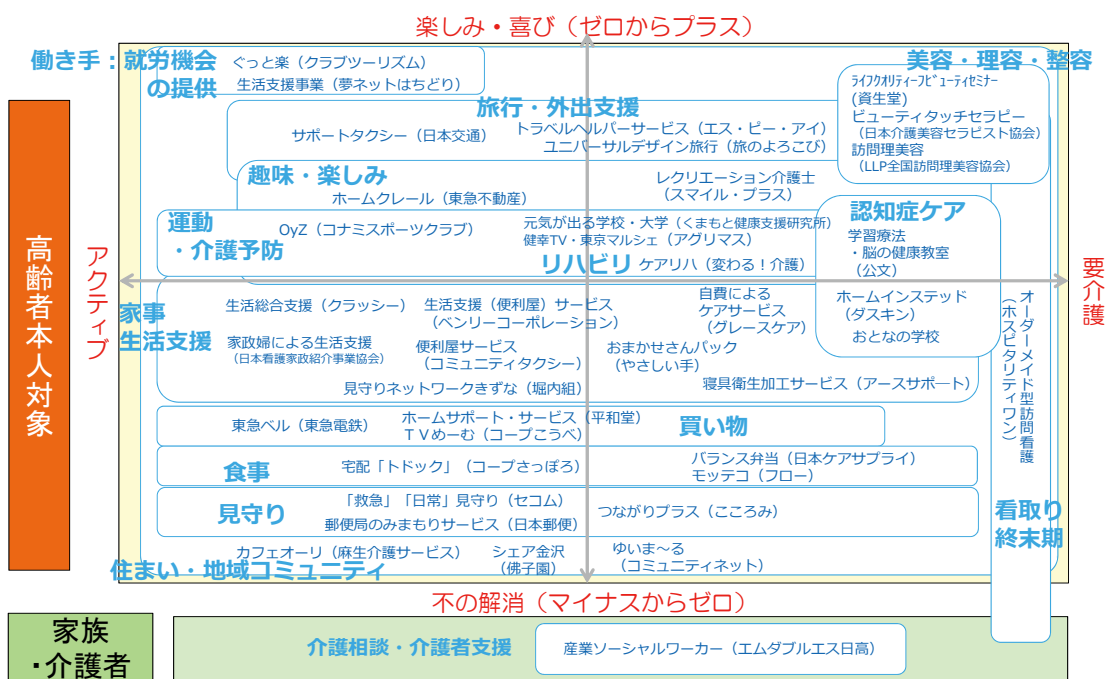 楽しみ・喜び（ゼロからプラス）
働き手：就労機会
の提供
ぐっと楽（クラブツーリズム）
生活支援事業（夢ネットはちどり）
美容・理容・整容
ﾗｲﾌｸｵﾘﾃｨｰﾌﾞﾋﾞｭｰﾃｨｾﾐﾅｰ
(資生堂)
ビューティタッチセラピー
（日本介護美容セラピスト協会）
訪問理美容
（LLP全国訪問理美容協会）
旅行・外出支援
サポートタクシー（日本交通）
トラベルヘルパーサービス（エス・ピー・アイ）
ユニバーサルデザイン旅行（旅のよろこび）
趣味・楽しみ
ホームクレール（東急不動産）
レクリエーション介護士
（スマイル・プラス）
運動
・介護予防
OyZ（コナミスポーツクラブ）
元気が出る学校・大学（くまもと健康支援研究所）
健幸TV・東京マルシェ（アグリマス）
リハビリ
ケアリハ（変わる！介護）
認知症ケア
学習療法
・脳の健康教室
（公文）
ホームインステッド
（ダスキン）
おとなの学校
高齢者本人対象
アクティブ
要介護
家事
生活支援
生活総合支援（クラッシー）
生活支援（便利屋）サービス
（ベンリーコーポレーション）
自費による
ケアサービス
（グレースケア）
家政婦による生活支援
（日本看護家政紹介事業協会）
便利屋サービス
（コミュニティタクシー）
おまかせさんパック
（やさしい手）
見守りネットワークきずな（堀内組）
寝具衛生加工サービス（アースサポート）
オーダーメイド型訪問看護
（ホスピタリティワン）
東急ベル（東急電鉄）
ホームサポート・サービス（平和堂）
ＴＶめーむ（コープこうべ）
買い物
食事
宅配「トドック」（コープさっぽろ）
バランス弁当（日本ケアサプライ）
モッテコ（フロー）
見守り
「救急」「日常」見守り（セコム）
郵便局のみまもりサービス（日本郵便）
つながりプラス（こころみ）
看取り
終末期
カフェオーリ（麻生介護サービス）
シェア金沢
（佛子園）
ゆいま～る
（コミュニティネット）
住まい・地域コミュニティ
不の解消（マイナスからゼロ）
家族
・介護者
介護相談・介護者支援
産業ソーシャルワーカー（エムダブルエス日高）